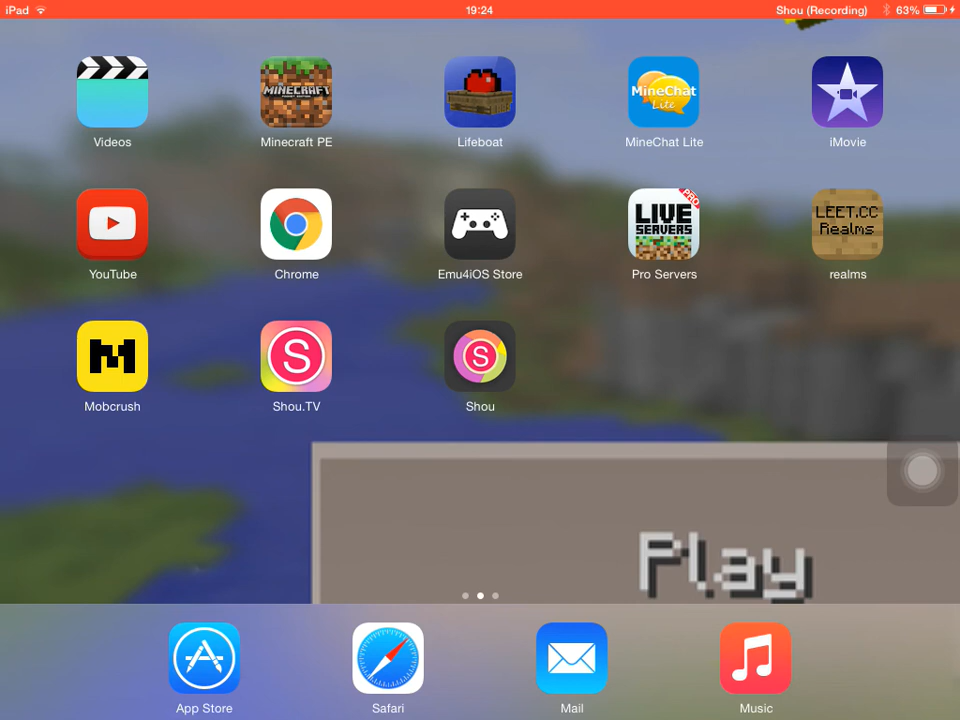 iPad 19:24 Shou (Recording) 63%
MINECRAFT
POCKET EDITION
MineChat
Lite
Videos Minecraft PE Lifeboat MineChat Lite iMovie
PRO
LIVE
SERVERS
LEET.CC
Realms
YouTube Chrome Emu4iOS Store Pro Servers realms
M S S
Mobcrush Shou.TV Shou
Play
App Store Safari Mail Music